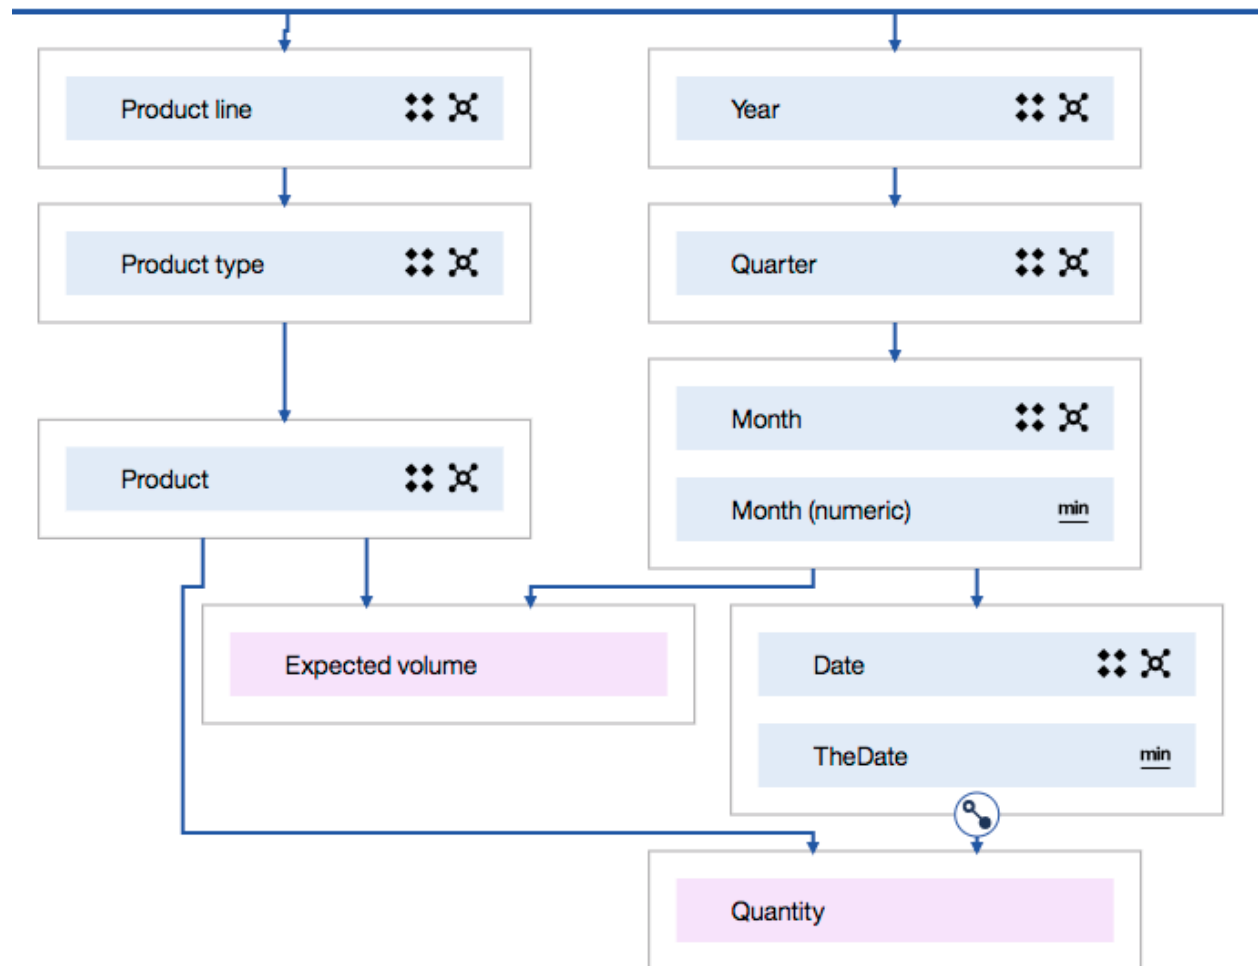 Product line
Year
Product type
Quarter
Month
Product
Month (numeric)
min
Expected volume
Date
TheDate
min
Quantity